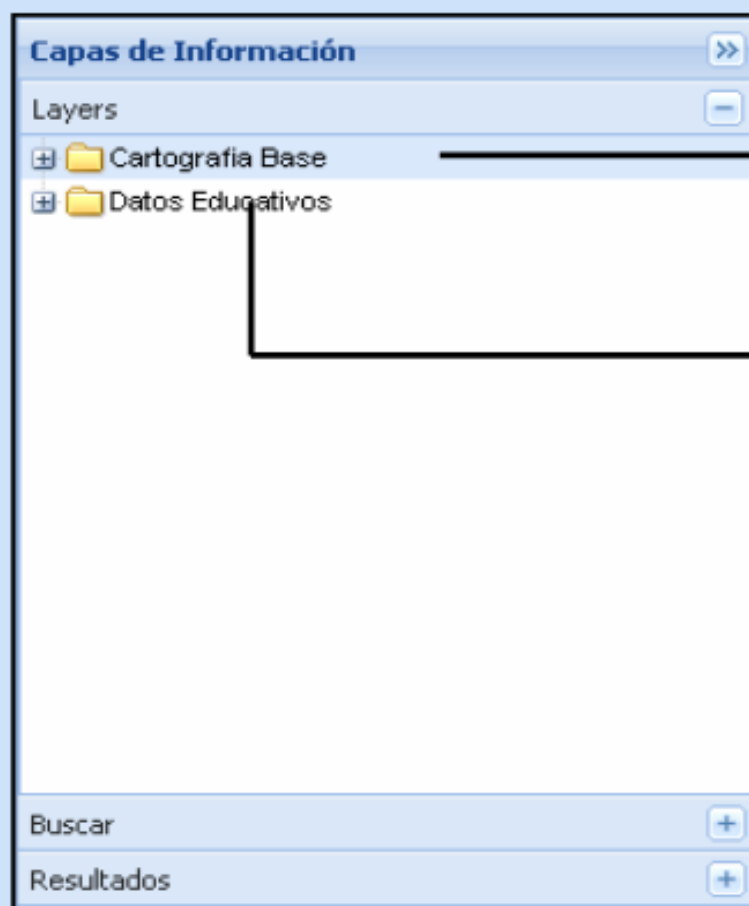 Capas de Información
Layers
Cartografia Base
Datos Educativos
Buscar
Resultados